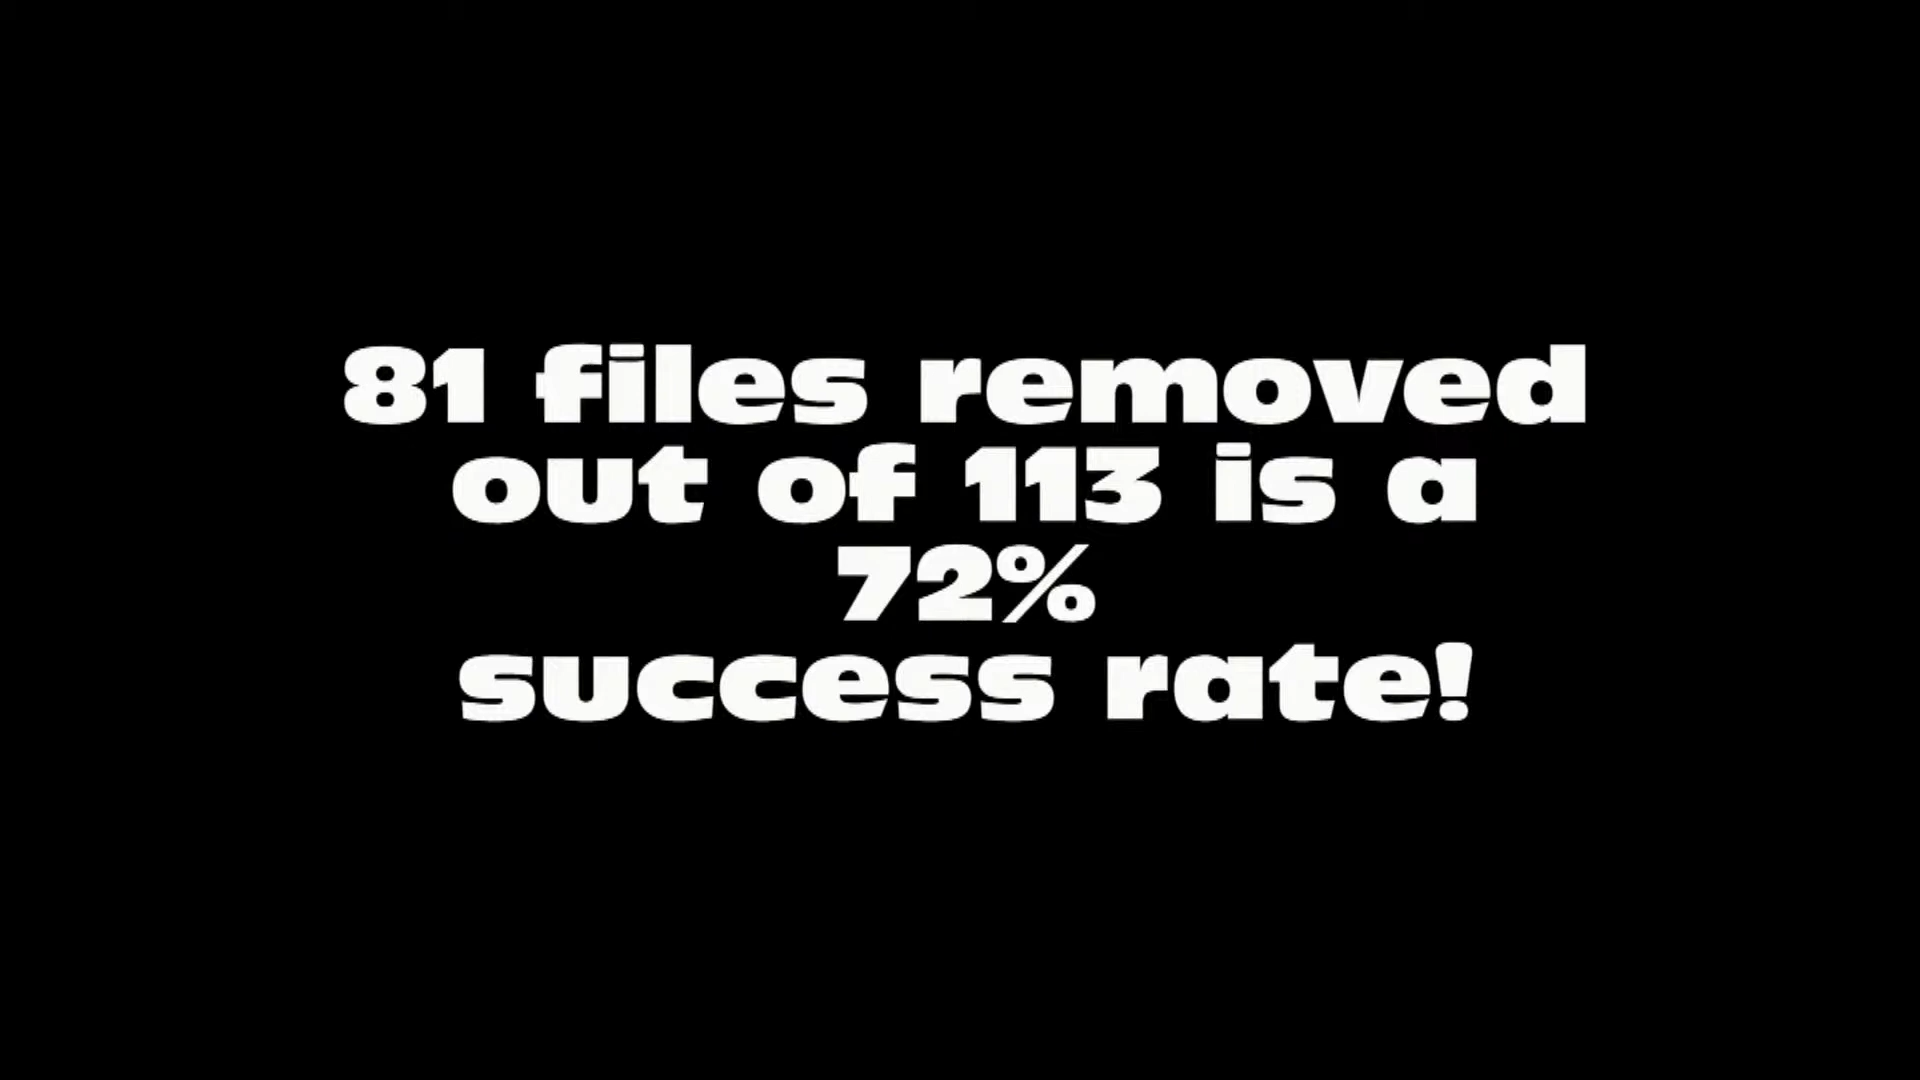 81 files removed
out of 113 is a
72%
success rate!